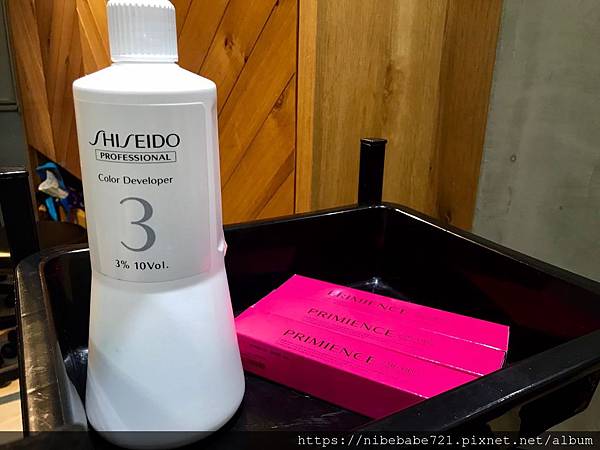 SHISEIDO
PROFESSIONAL
Color Developer
3
3% 10Vol.
PRIMIENCE
PRIMIENCE
PRIMIENCE
https://nibebabe721.pixnet.net/album